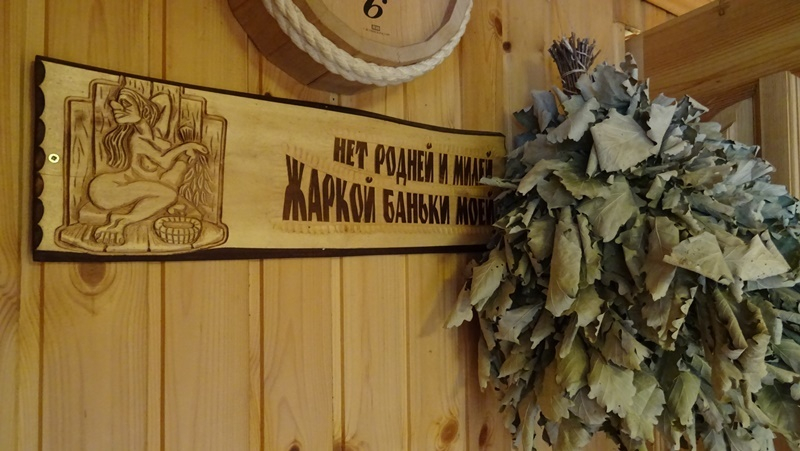 6
НЕТ РОДНЕЙ И МИЛЕЙ
ЖАРКОЙ БАНЬКИ МОЕЙ